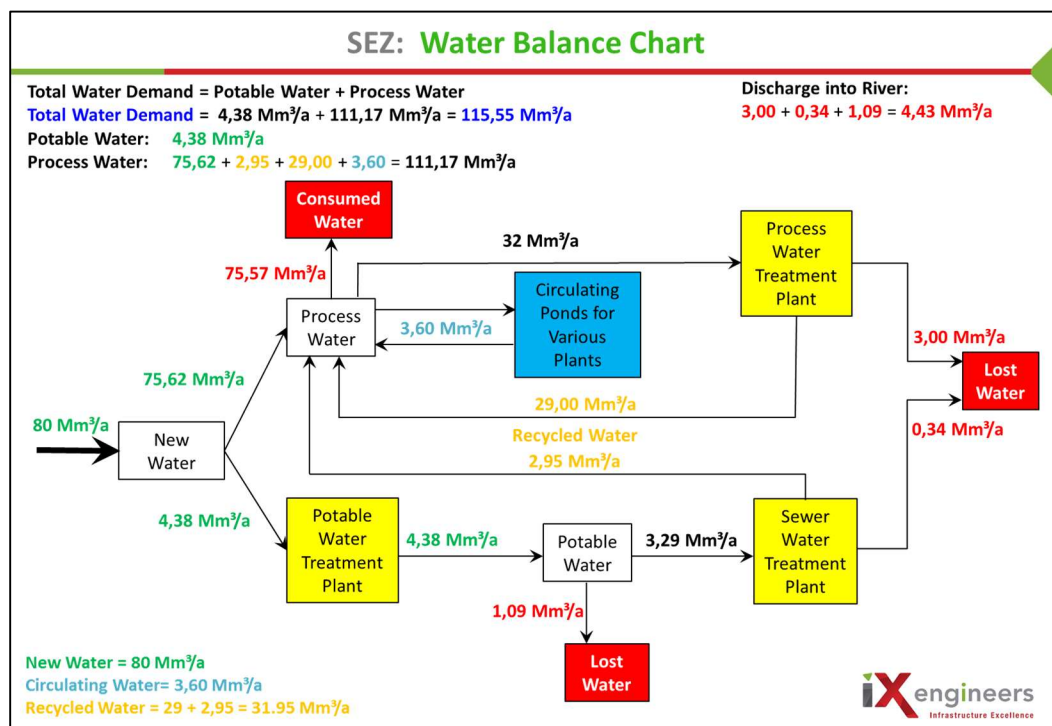 SEZ: Water Balance Chart
Total Water Demand = Potable Water + Process Water
Total Water Demand = 4,38 Mm³/a + 111,17 Mm³/a = 115,55 Mm³/a
Potable Water: 4,38 Mm³/a
Process Water: 75,62 + 2,95 + 29,00 + 3,60 = 111,17 Mm³/a
Discharge into River:
3,00 + 0,34 + 1,09 = 4,43 Mm³/a
Consumed
Water
75,57 Mm³/a
32 Mm³/a
Process
Water
Treatment
Plant
Process
Water
3,60 Mm³/a
Circulating
Ponds for
Various
Plants
3,00 Mm³/a
Lost
Water
0,34 Mm³/a
75,62 Mm³/a
29,00 Mm³/a
Recycled Water
2,95 Mm³/a
80 Mm³/a
New
Water
4,38 Mm³/a
Potable
Water
Treatment
Plant
4,38 Mm³/a
Potable
Water
3,29 Mm³/a
Sewer
Water
Treatment
Plant
1,09 Mm³/a
Lost
Water
New Water = 80 Mm³/a
Circulating Water= 3,60 Mm³/a
Recycled Water = 29 + 2,95 = 31.95 Mm³/a
iX engineers
Infrastructure Excellence